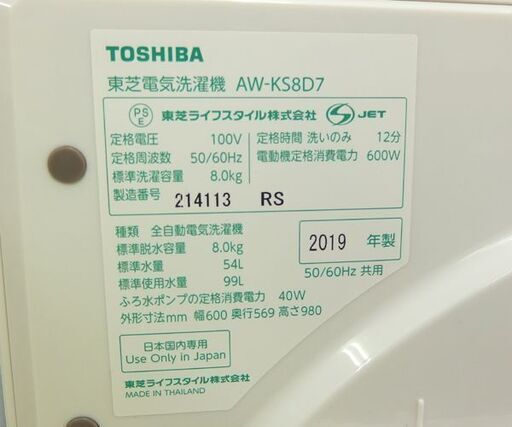 TOSHIBA
東芝電気洗濯機 AW-KS8D7
PS E 東芝ライフスタイル株式会社 S JET
定格電圧 100V 定格時間 洗いのみ 12分
定格周波数 50/60Hz 電動機定格消費電力 600W
標準洗濯容量 8.0kg
製造番号 214113 RS
種類 全自動電気洗濯機
標準脱水容量 8.0kg 2019 年製
標準水量 54L 50/60Hz 共用
標準使用水量 99L
ふろ水ポンプの定格消費電力 40W
外形寸法mm 幅600 奥行569 高さ980
日本国内専用
Use Only in Japan
東芝ライフスタイル株式会社
MADE IN THAILAND